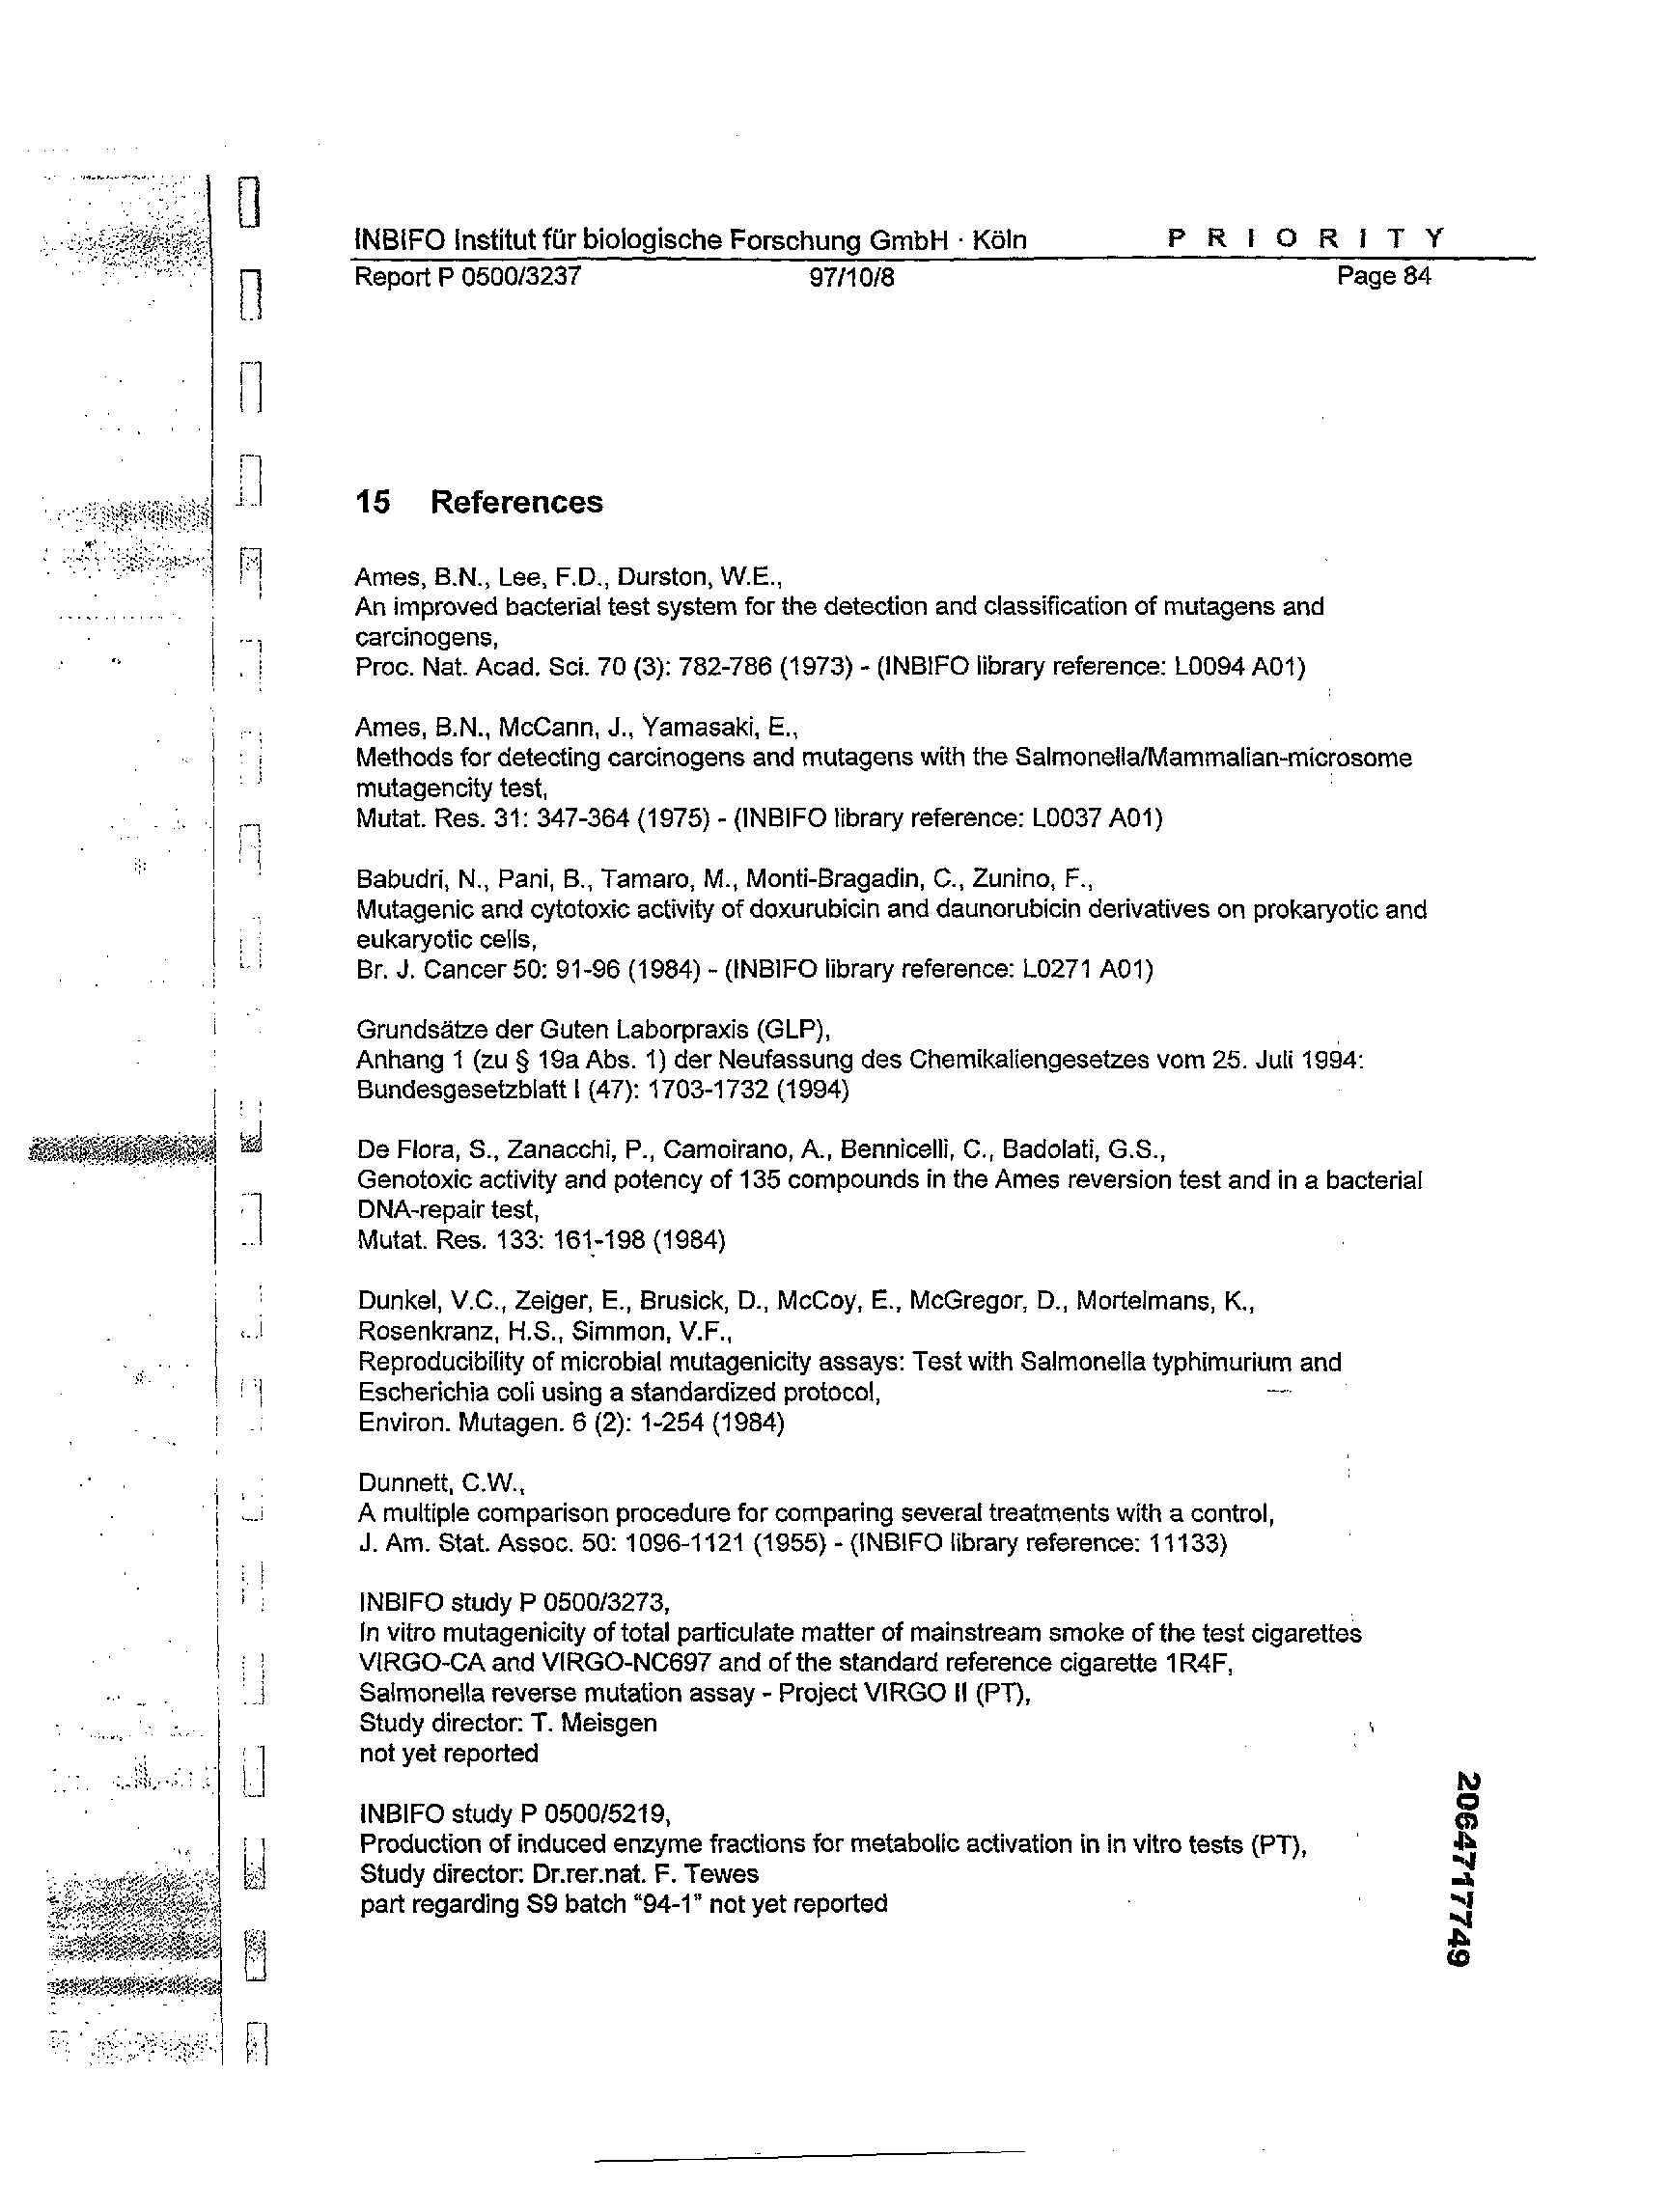 INBIFO Institut für biologische Forschung GmbH · Köln P R I O R I T Y
Report P 0500/3237 97/10/8 Page 84
15 References
Ames, B.N., Lee, F.D., Durston, W.E.,
An improved bacterial test system for the detection and classification of mutagens and
carcinogens,
Proc. Nat. Acad. Sci. 70 (3): 782-786 (1973) - (INBIFO library reference: L0094 A01)
Ames, B.N., McCann, J., Yamasaki, E.,
Methods for detecting carcinogens and mutagens with the Salmonella/Mammalian-microsome
mutagencity test,
Mutat. Res. 31: 347-364 (1975) - (INBIFO library reference: L0037 A01)
Babudri, N., Pani, B., Tamaro, M., Monti-Bragadin, C., Zunino, F.,
Mutagenic and cytotoxic activity of doxurubicin and daunorubicin derivatives on prokaryotic and
eukaryotic cells,
Br. J. Cancer 50: 91-96 (1984) - (INBIFO library reference: L0271 A01)
Grundsätze der Guten Laborpraxis (GLP),
Anhang 1 (zu § 19a Abs. 1) der Neufassung des Chemikaliengesetzes vom 25. Juli 1994:
Bundesgesetzblatt I (47): 1703-1732 (1994)
De Flora, S., Zanacchi, P., Camoirano, A., Bennicelli, C., Badolati, G.S.,
Genotoxic activity and potency of 135 compounds in the Ames reversion test and in a bacterial
DNA-repair test,
Mutat. Res. 133: 161-198 (1984)
Dunkel, V.C., Zeiger, E., Brusick, D., McCoy, E., McGregor, D., Mortelmans, K.,
Rosenkranz, H.S., Simmon, V.F.,
Reproducibility of microbial mutagenicity assays: Test with Salmonella typhimurium and
Escherichia coli using a standardized protocol,
Environ. Mutagen. 6 (2): 1-254 (1984)
Dunnett, C.W.,
A multiple comparison procedure for comparing several treatments with a control,
J. Am. Stat. Assoc. 50: 1096-1121 (1955) - (INBIFO library reference: 11133)
INBIFO study P 0500/3273,
In vitro mutagenicity of total particulate matter of mainstream smoke of the test cigarettes
VIRGO-CA and VIRGO-NC697 and of the standard reference cigarette 1R4F,
Salmonella reverse mutation assay - Project VIRGO II (PT),
Study director: T. Meisgen
not yet reported
INBIFO study P 0500/5219,
Production of induced enzyme fractions for metabolic activation in in vitro tests (PT),
Study director: Dr.rer.nat. F. Tewes
part regarding S9 batch "94-1" not yet reported
2064717749